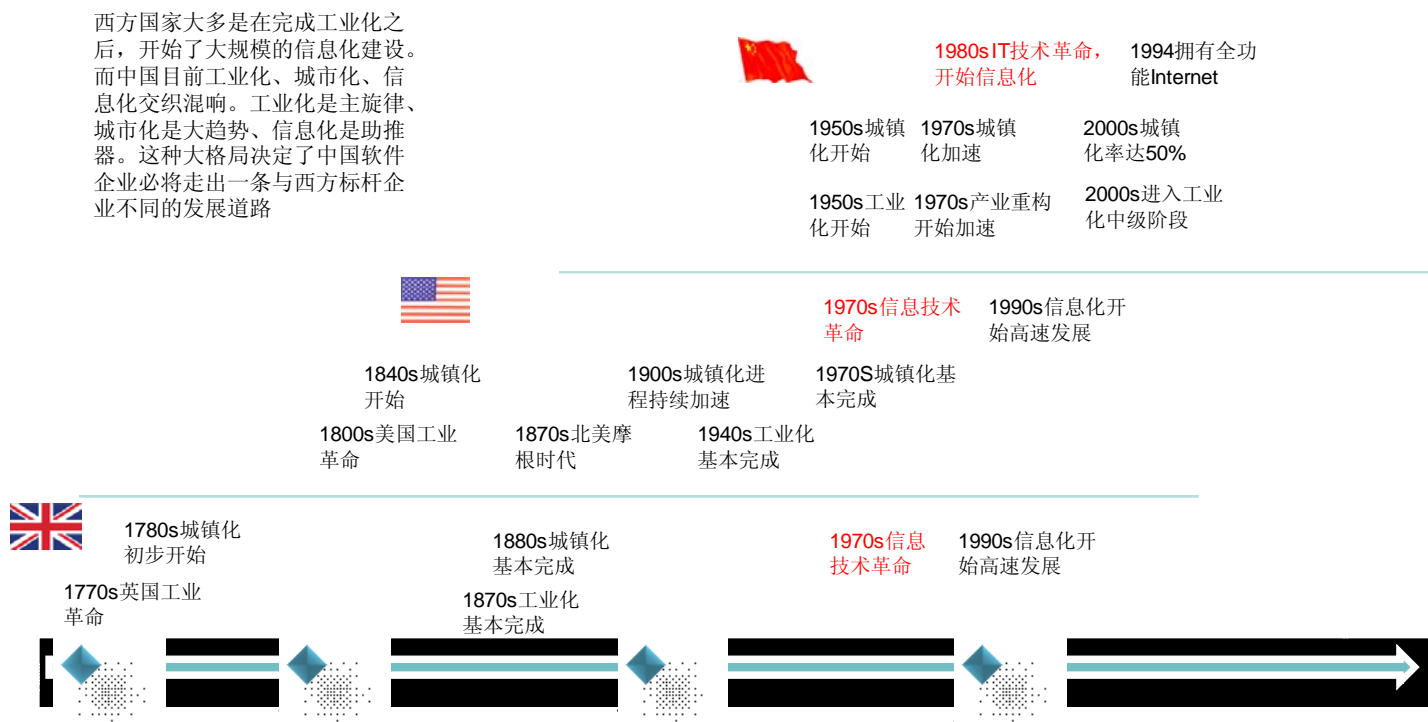 西方国家大多是在完成工业化之
后，开始了大规模的信息化建设。
而中国目前工业化、城市化、信
息化交织混响。工业化是主旋律、
城市化是大趋势、信息化是助推
器。这种大格局决定了中国软件
企业必将走出一条与西方标杆企
业不同的发展道路
1980sIT技术革命，
开始信息化
1994拥有全功
能Internet
1950s城镇
化开始
1970s城镇
化加速
2000s城镇
化率达50%
1950s工业
化开始
1970s产业重构
开始加速
2000s进入工业
化中级阶段
1970s信息技术
革命
1990s信息化开
始高速发展
1840s城镇化
开始
1900s城镇化进
程持续加速
1970S城镇化基
本完成
1800s美国工业
革命
1870s北美摩
根时代
1940s工业化
基本完成
1780s城镇化
初步开始
1880s城镇化
基本完成
1970s信息
技术革命
1990s信息化开
始高速发展
1770s英国工业
革命
1870s工业化
基本完成